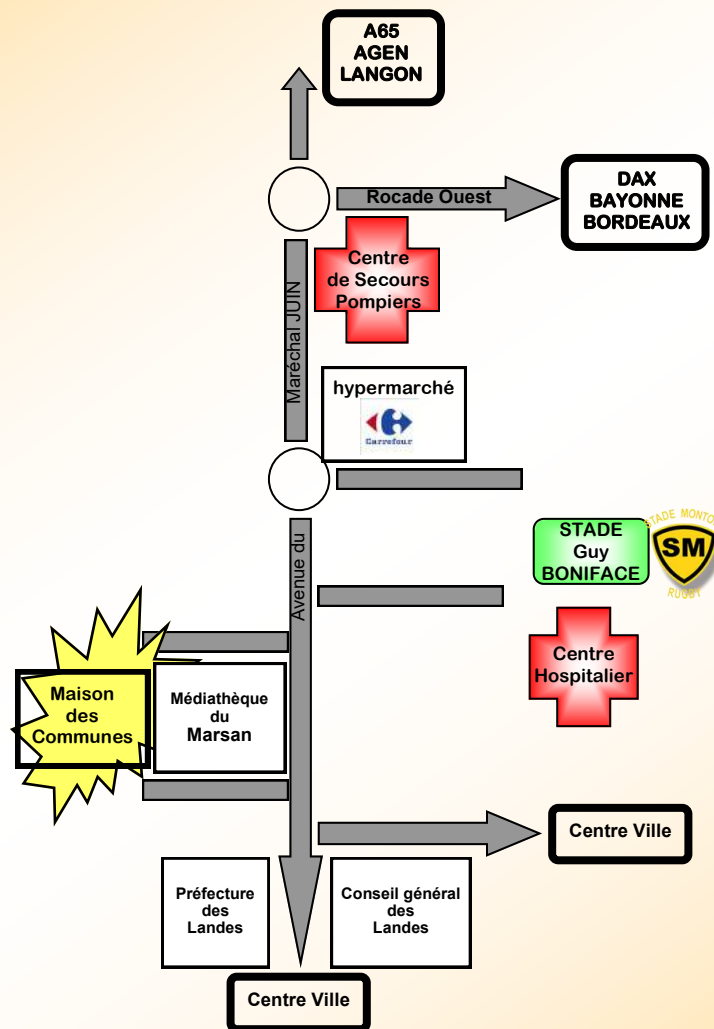 A65
AGEN
LANGON
Rocade Ouest
DAX
BAYONNE
BORDEAUX
Centre
de Secours
Pompiers
Maréchal JUIN
hypermarché
Carrefour
Avenue du
STADE
Guy
BONIFACE
STADE MONTO
SM
RUGBY
Centre
Hospitalier
Maison
des
Communes
Médiathèque
du
Marsan
Centre Ville
Préfecture
des
Landes
Conseil général
des
Landes
Centre Ville